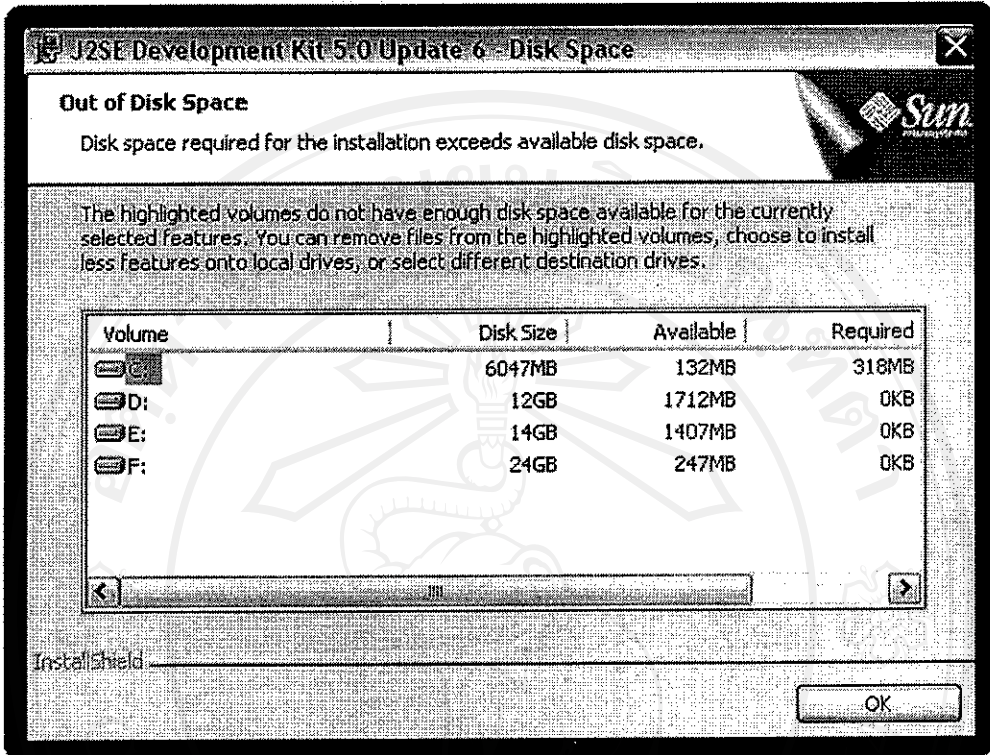 J2SE Development Kit 5.0 Update 6 - Disk Space
Out of Disk Space
Sun
microsystems
Disk space required for the installation exceeds available disk space.
The highlighted volumes do not have enough disk space available for the currently
selected features. You can remove files from the highlighted volumes, choose to install
less features onto local drives, or select different destination drives.
Volume Disk Size Available Required
C: 6047MB 132MB 318MB
D: 12GB 1712MB 0KB
E: 14GB 1407MB 0KB
F: 24GB 247MB 0KB
InstallShield
OK